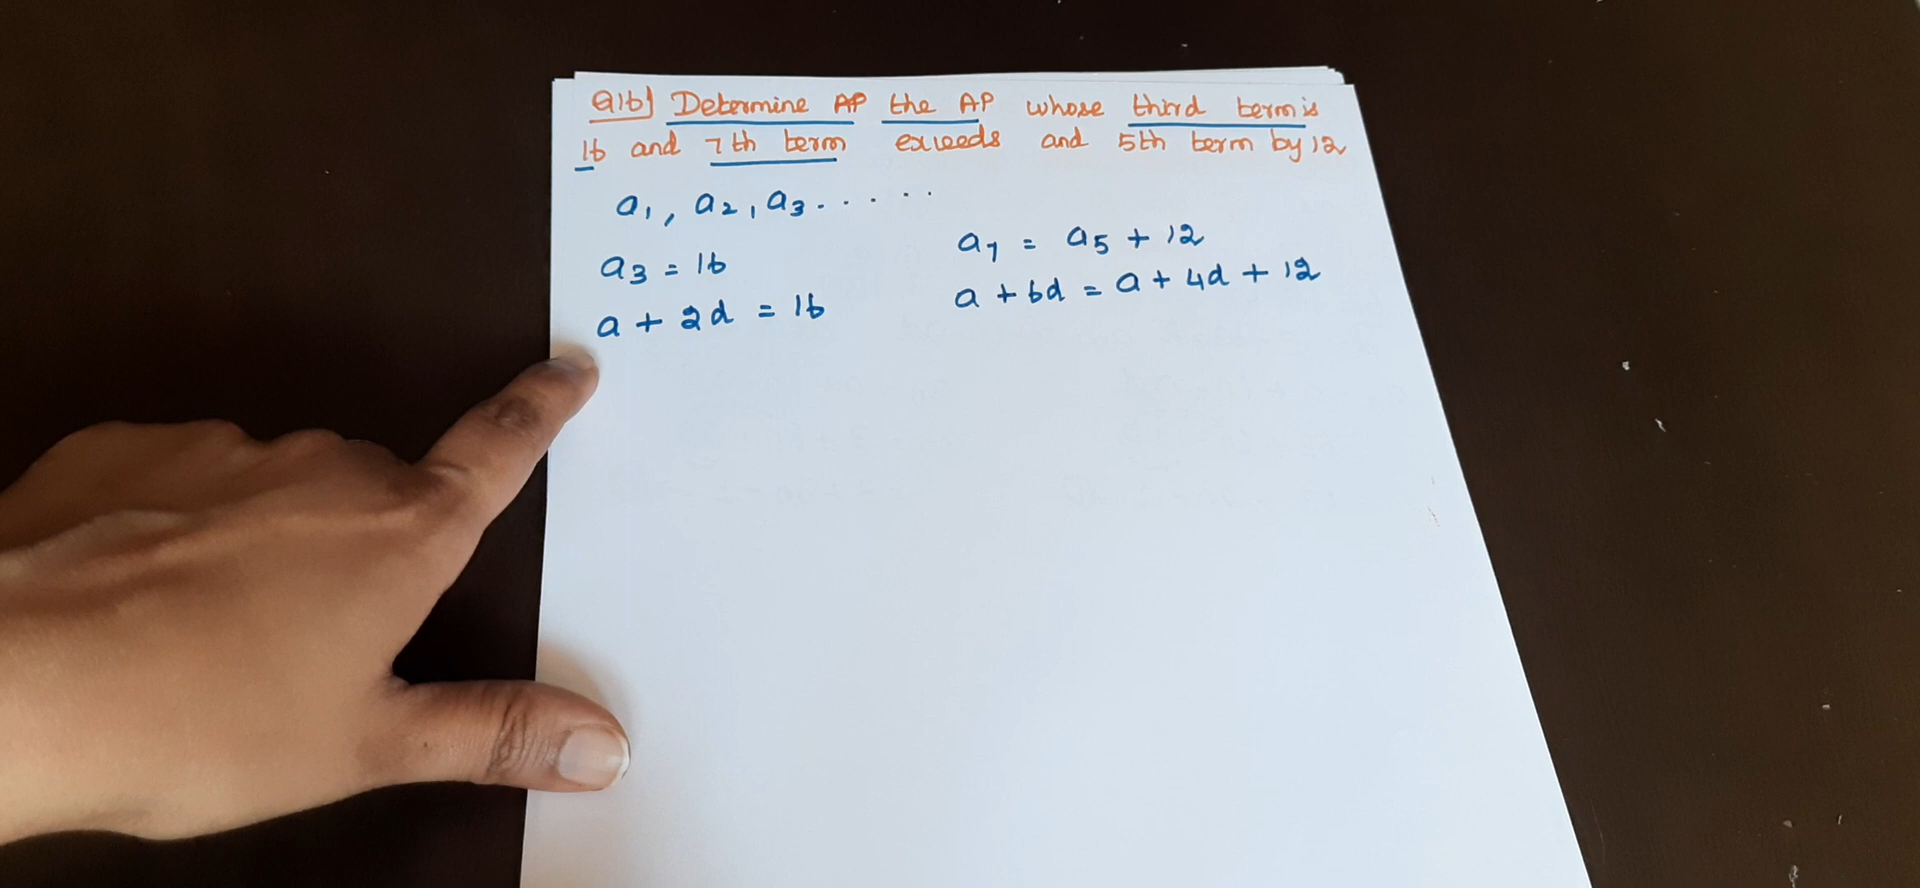 Q16) Determine AP the AP whose third term is
16 and 7th term exceeds and 5th term by 12
a₁, a₂, a₃.....
a₃ = 16
a + 2d = 16
a₇ = a₅ + 12
a + 6d = a + 4d + 12